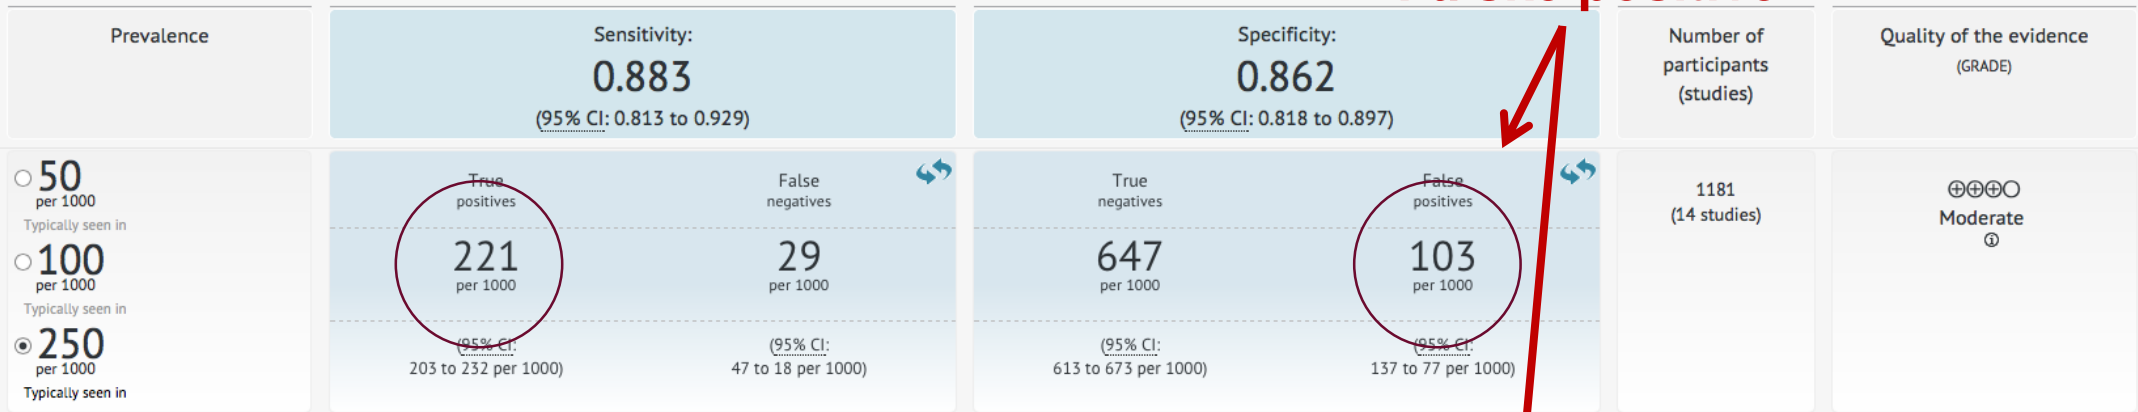 Prevalence
Sensitivity:
0.883
(95% CI: 0.813 to 0.929)
Specificity:
0.862
(95% CI: 0.818 to 0.897)
Number of
participants
(studies)
Quality of the evidence
(GRADE)
50
per 1000
Typically seen in
100
per 1000
Typically seen in
250
per 1000
Typically seen in
True
positives
221
per 1000
(95% CI:
203 to 232 per 1000)
False
negatives
29
per 1000
(95% CI:
47 to 18 per 1000)
True
negatives
647
per 1000
(95% CI:
613 to 673 per 1000)
False
positives
103
per 1000
(95% CI:
137 to 77 per 1000)
1181
(14 studies)
Moderate